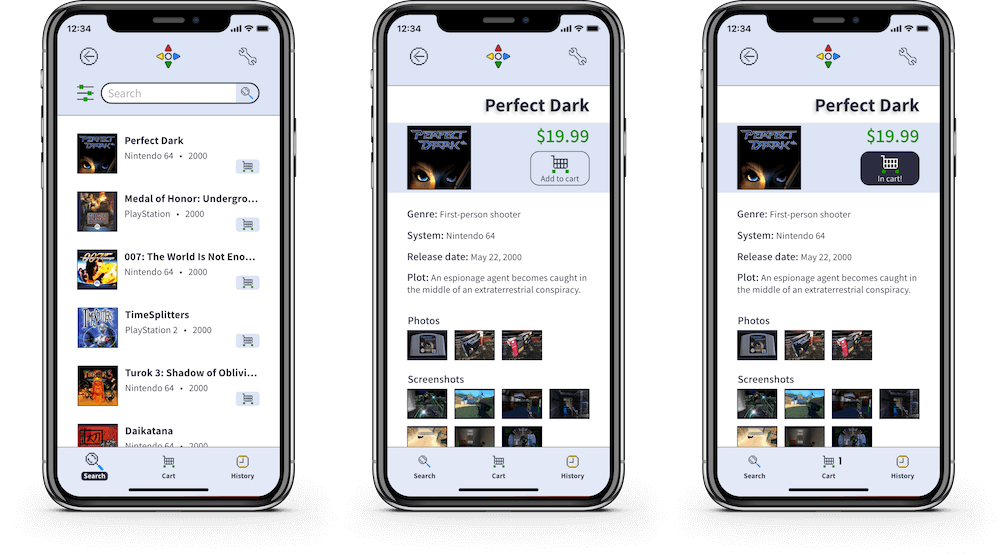 12:34
Search
Perfect Dark
Nintendo 64 • 2000
Medal of Honor: Undergro...
PlayStation • 2000
007: The World Is Not Eno...
Nintendo 64 • 2000
TimeSplitters
PlayStation 2 • 2000
Turok 3: Shadow of Oblivi...
Nintendo 64 • 2000
Daikatana
Nintendo 64 • 2000
Search
Cart
History
12:34
Perfect Dark
PERFECT
DARK
$19.99
Add to cart
Genre: First-person shooter
System: Nintendo 64
Release date: May 22, 2000
Plot: An espionage agent becomes caught in
the middle of an extraterrestrial conspiracy.
Photos
Screenshots
Search
Cart
History
12:34
Perfect Dark
PERFECT
DARK
$19.99
In cart!
Genre: First-person shooter
System: Nintendo 64
Release date: May 22, 2000
Plot: An espionage agent becomes caught in
the middle of an extraterrestrial conspiracy.
Photos
Screenshots
Search
1
Cart
History